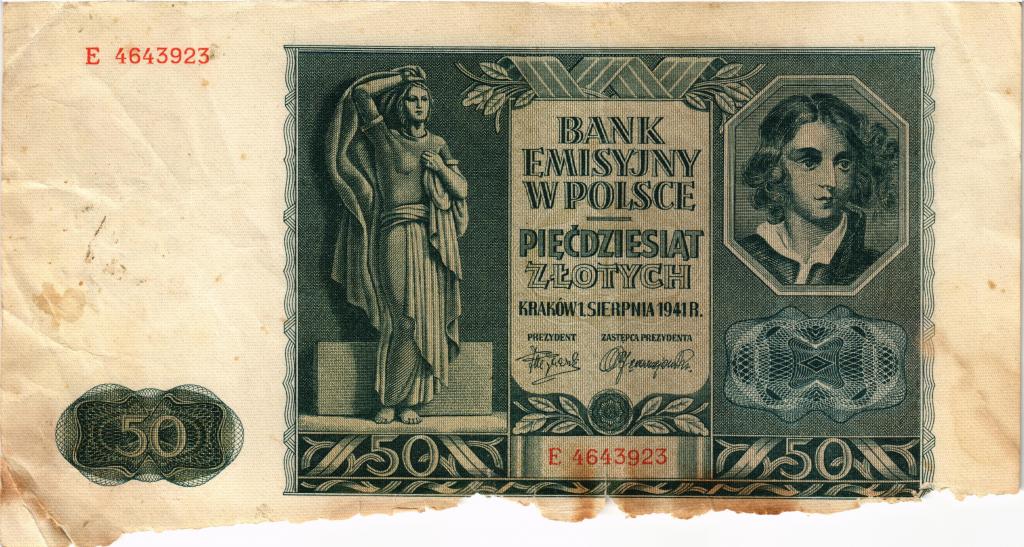 E 4643923
BANK
EMISYJNY
W POLSCE
PIĘĆDZIESIĄT
ZŁOTYCH
KRAKÓW 1. SIERPNIA 1941 R.
PREZYDENT ZASTĘPCA PREZYDENTA
50
50 E 4643923 50